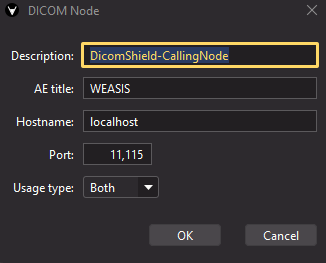 DICOM Node
Description: DicomShield-CallingNode
AE title: WEASIS
Hostname: localhost
Port: 11,115
Usage type: Both
OK Cancel